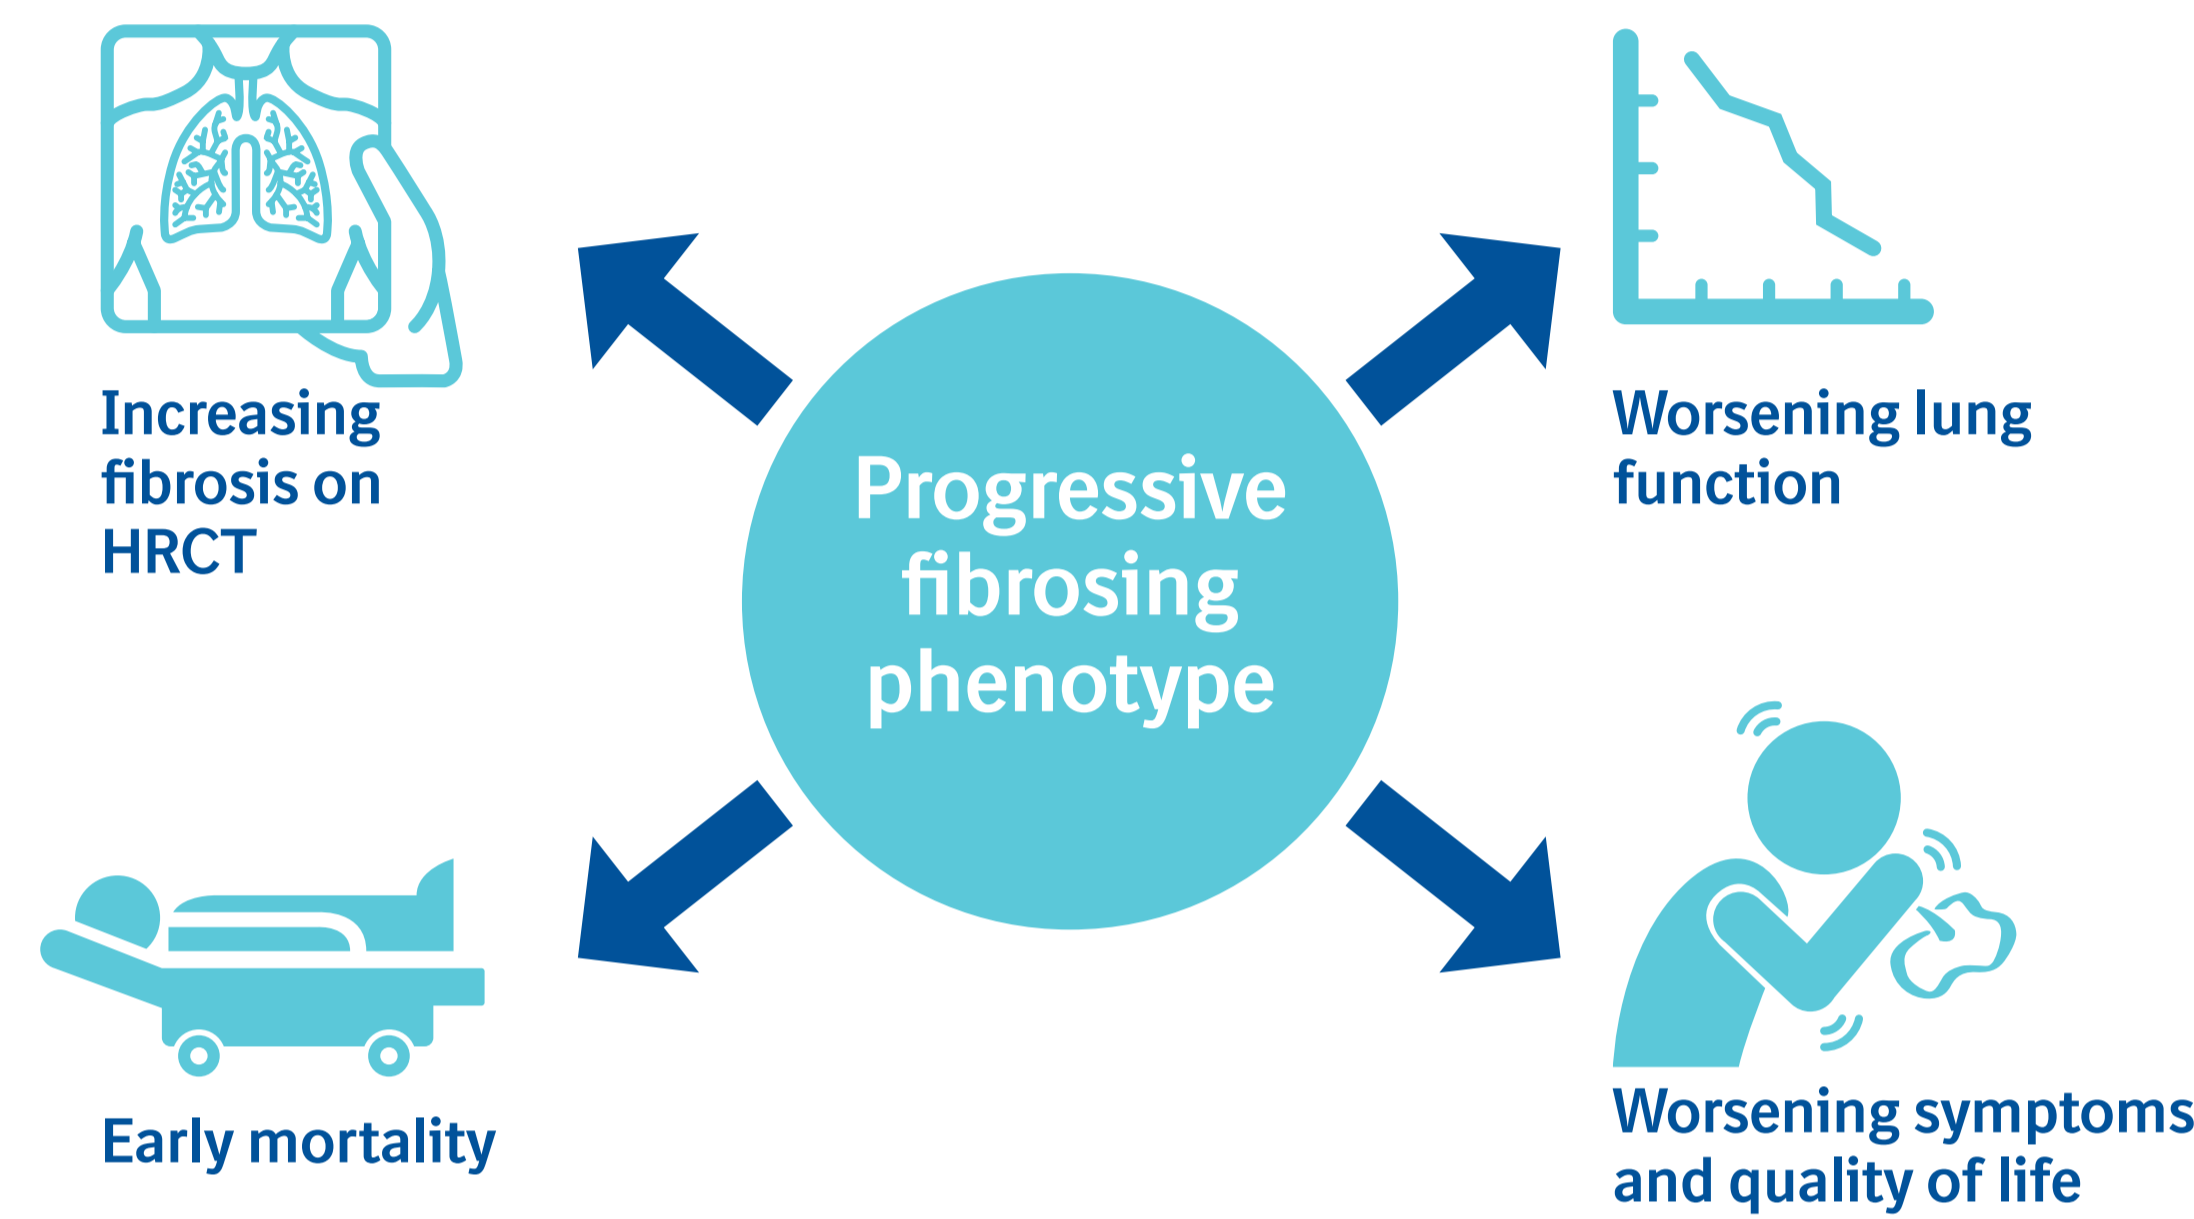 Increasing
fibrosis on
HRCT
Worsening lung
function
Progressive
fibrosing
phenotype
Early mortality
Worsening symptoms
and quality of life